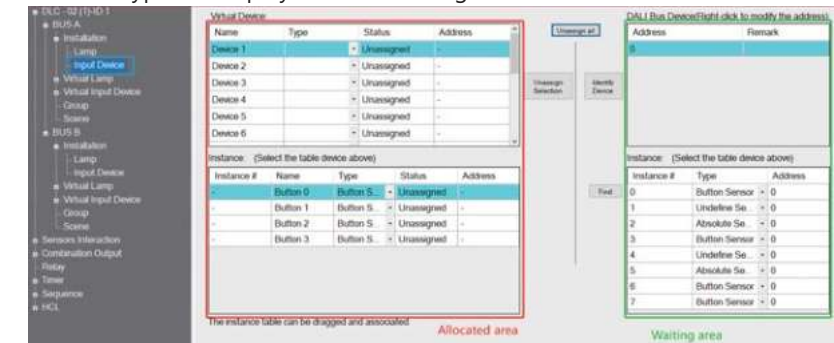 DLC - 02 (1)-ID:1
BUS A
Installation
Lamp
Input Device
Virtual Lamp
Virtual Input Device
Group
Scene
BUS B
Installation
Lamp
Input Device
Virtual Lamp
Virtual Input Device
Group
Scene
Sensors Interaction
Combination Output
Relay
Timer
Sequence
HCL
Virtual Device:
Name Type Status Address
Device 1 Unassigned -
Device 2 Unassigned -
Device 3 Unassigned -
Device 4 Unassigned -
Device 5 Unassigned -
Device 6 Unassigned -
Instance: (Select the table device above)
Instance # Name Type Status Address
- Button 0 Button S... Unassigned -
- Button 1 Button S... Unassigned -
- Button 2 Button S... Unassigned -
- Button 3 Button S... Unassigned -
The instance table can be dragged and associated
Allocated area
Unassign all
Unassign Selection
Identify Device
Find
DALI Bus Device(Right click to modify the address)
Address Remark
Instance: (Select the table device above)
Instance # Type Address
0 Button Sensor 0
1 Undefine Se... 0
2 Absolute Se... 0
3 Button Sensor 0
4 Undefine Se... 0
5 Absolute Se... 0
6 Button Sensor 0
7 Button Sensor 0
Waiting area